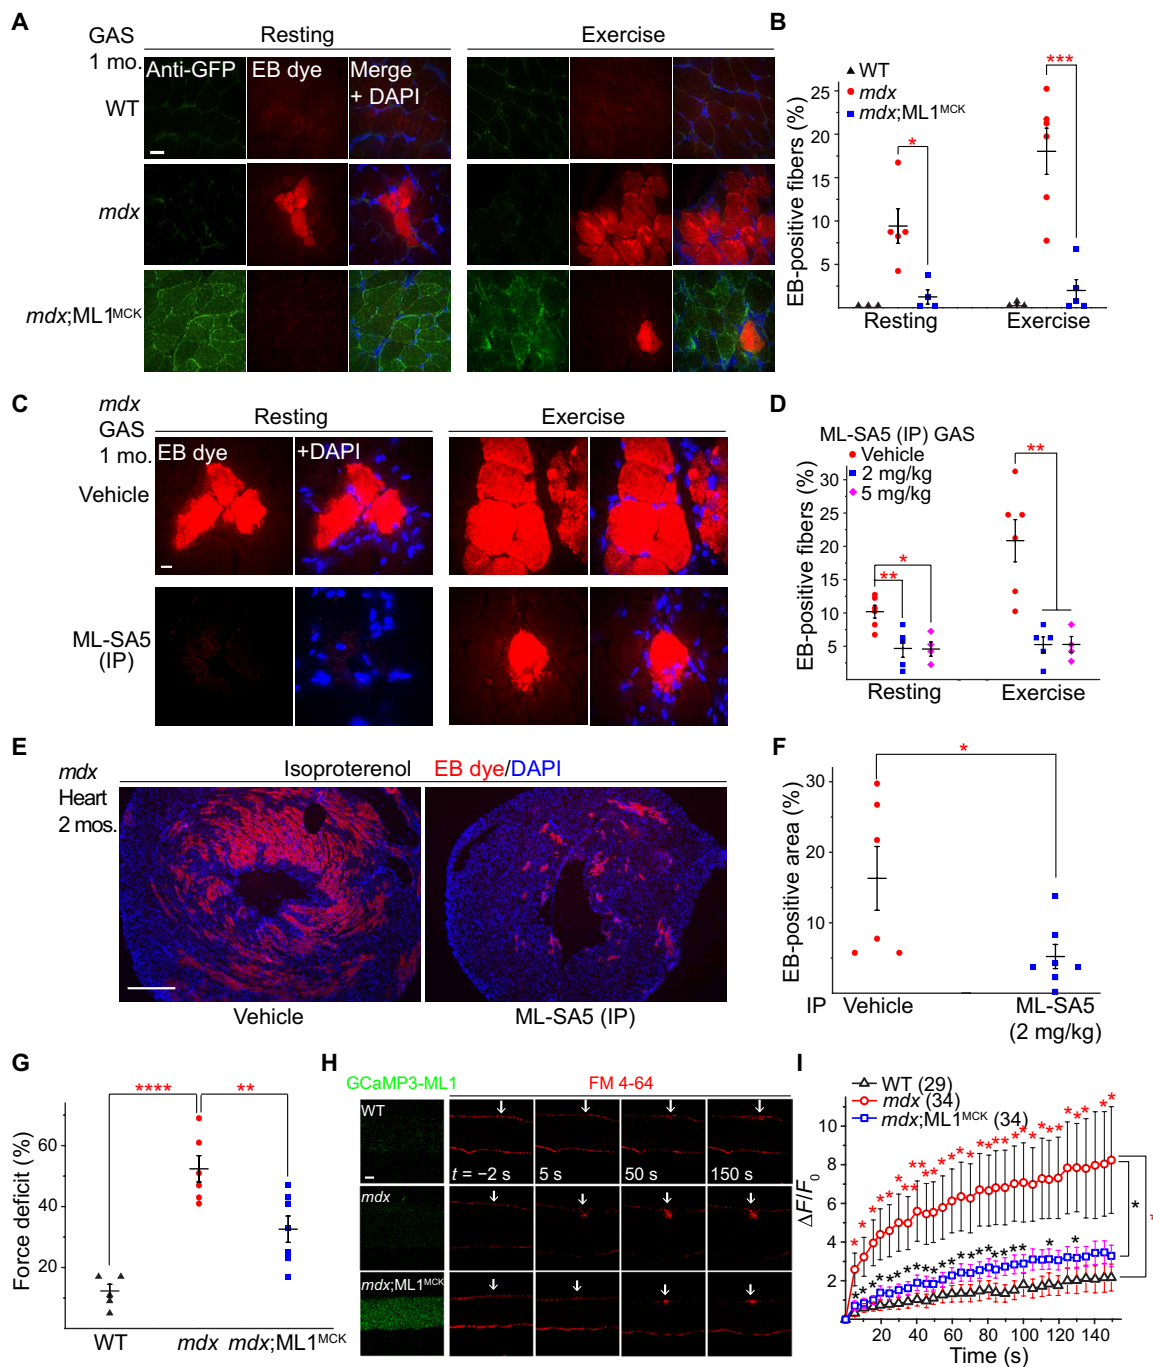 A
GAS
1 mo.
Resting
Exercise
Anti-GFP
EB dye
Merge
+ DAPI
WT
mdx
mdx;ML1MCK
B
WT
mdx
mdx;ML1MCK
EB-positive fibers (%)
25
20
15
10
5
*
***
Resting
Exercise
C
mdx
GAS
1 mo.
Resting
Exercise
EB dye
+DAPI
Vehicle
ML-SA5
(IP)
D
ML-SA5 (IP) GAS
Vehicle
2 mg/kg
5 mg/kg
EB-positive fibers (%)
30
25
20
15
10
5
*
**
**
Resting
Exercise
E
mdx
Heart
2 mos.
Isoproterenol EB dye/DAPI
Vehicle
ML-SA5 (IP)
F
EB-positive area (%)
30
20
10
0
*
IP Vehicle
ML-SA5
(2 mg/kg)
G
Force deficit (%)
60
40
20
****
**
WT
mdx
mdx;ML1MCK
H
GCaMP3-ML1
FM 4-64
WT
t = −2 s
5 s
50 s
150 s
mdx
mdx;ML1MCK
I
WT (29)
mdx (34)
mdx;ML1MCK (34)
ΔF/F0
10
8
6
4
2
20 40 60 80 100 120 140
Time (s)
*
*